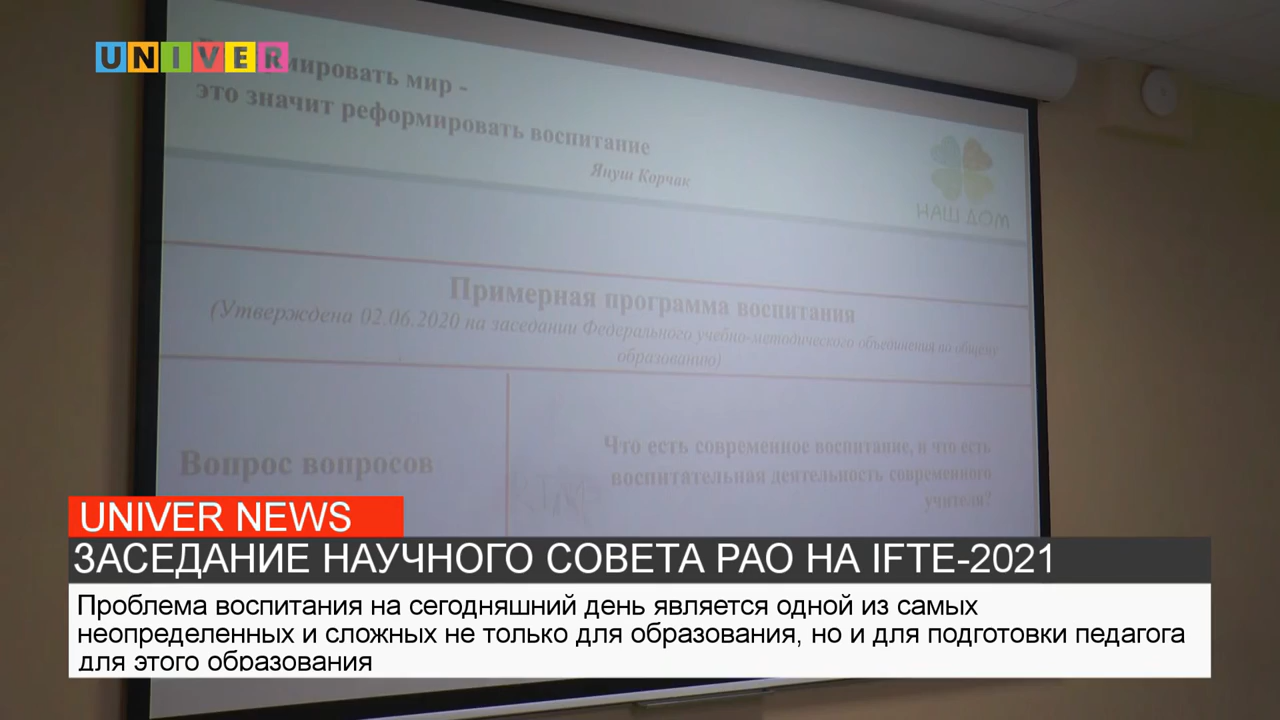 UNIVER
мировать мир -
это значит реформировать воспитание
Януш Корчак
НАШ ДОМ
Примерная программа воспитания
(Утверждена 02.06.2020 на заседании Федерального учебно-методического объединения по общему
образованию)
Вопрос вопросов
Что есть современное воспитание, и что есть
воспитательная деятельность современного
учителя?
UNIVER NEWS
ЗАСЕДАНИЕ НАУЧНОГО СОВЕТА РАО НА IFTE-2021
Проблема воспитания на сегодняшний день является одной из самых
неопределенных и сложных не только для образования, но и для подготовки педагога
для этого образования